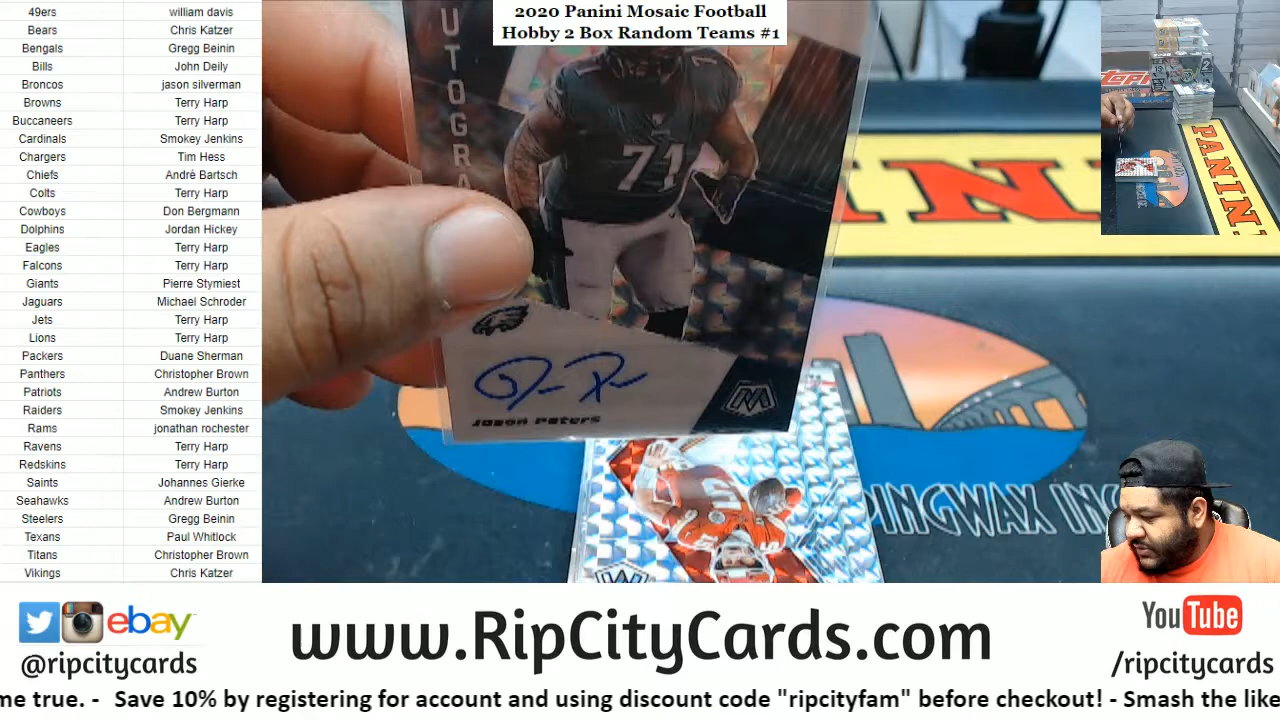 49ers william davis
Bears Chris Katzer
Bengals Gregg Beinin
Bills John Deily
Broncos jason silverman
Browns Terry Harp
Buccaneers Terry Harp
Cardinals Smokey Jenkins
Chargers Tim Hess
Chiefs Andrè Bartsch
Colts Terry Harp
Cowboys Don Bergmann
Dolphins Jordan Hickey
Eagles Terry Harp
Falcons Terry Harp
Giants Pierre Stymiest
Jaguars Michael Schroder
Jets Terry Harp
Lions Terry Harp
Packers Duane Sherman
Panthers Christopher Brown
Patriots Andrew Burton
Raiders Smokey Jenkins
Rams jonathan rochester
Ravens Terry Harp
Redskins Terry Harp
Saints Johannes Gierke
Seahawks Andrew Burton
Steelers Gregg Beinin
Texans Paul Whitlock
Titans Christopher Brown
Vikings Chris Katzer
2020 Panini Mosaic Football
Hobby 2 Box Random Teams #1
UTOGRA
71
Jason Peters
PINGWAX INC
PANINI
ebay
@ripcitycards
www.RipCityCards.com
YouTube
/ripcitycards
me true. - Save 10% by registering for account and using discount code "ripcityfam" before checkout! - Smash the like